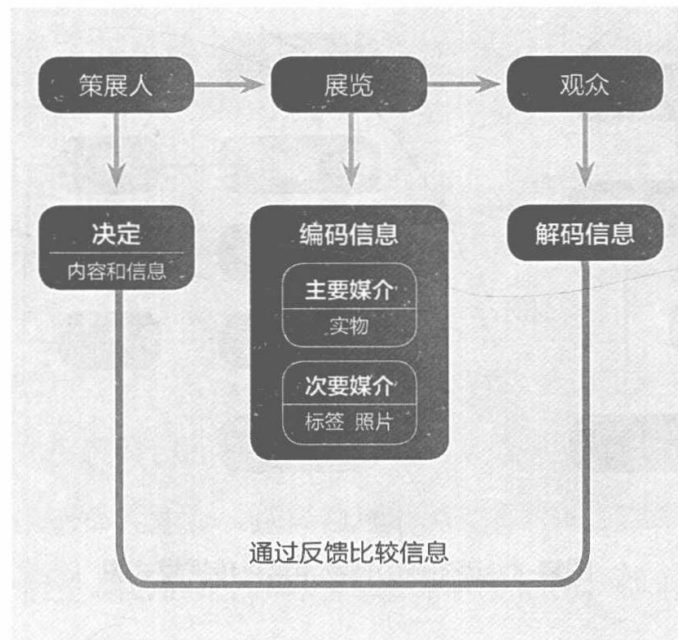 策展人
展览
观众
决定
内容和信息
编码信息
主要媒介
实物
次要媒介
标签 照片
解码信息
通过反馈比较信息